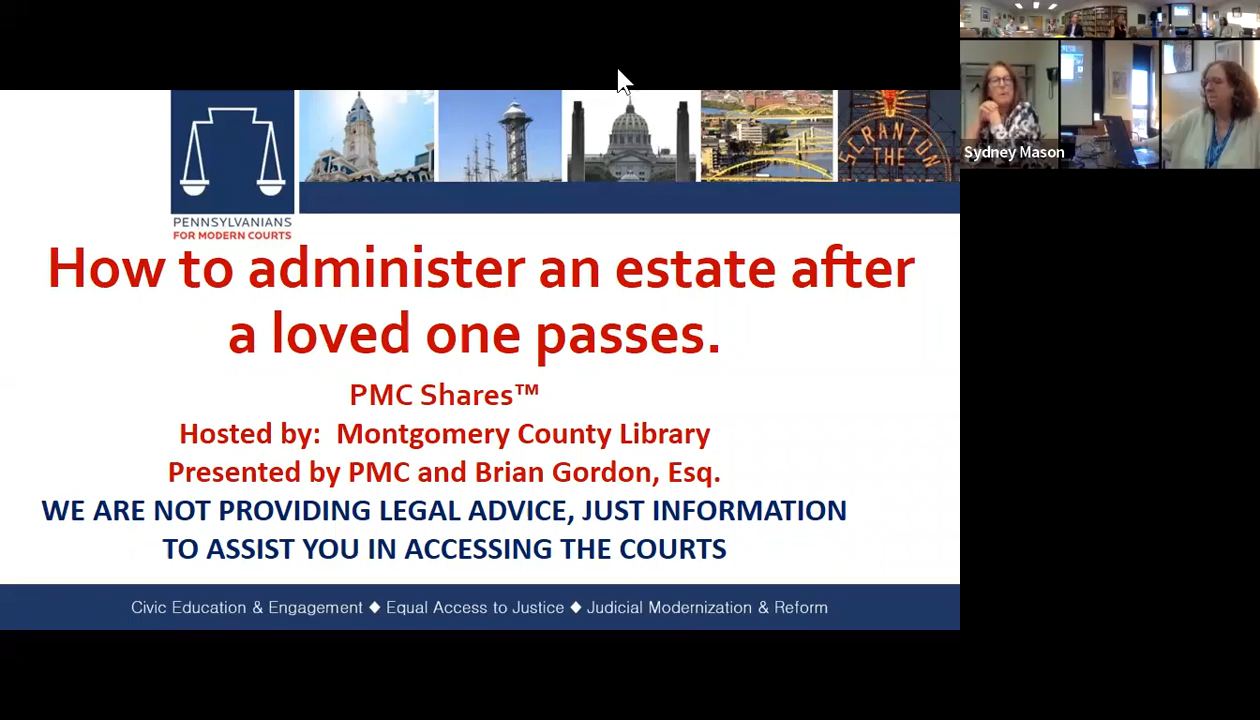 PENNSYLVANIANS
FOR MODERN COURTS
SCRANTON
THE
How to administer an estate after
a loved one passes.
PMC Shares™
Hosted by: Montgomery County Library
Presented by PMC and Brian Gordon, Esq.
WE ARE NOT PROVIDING LEGAL ADVICE, JUST INFORMATION
TO ASSIST YOU IN ACCESSING THE COURTS
Civic Education & Engagement ◆ Equal Access to Justice ◆ Judicial Modernization & Reform
Sydney Mason